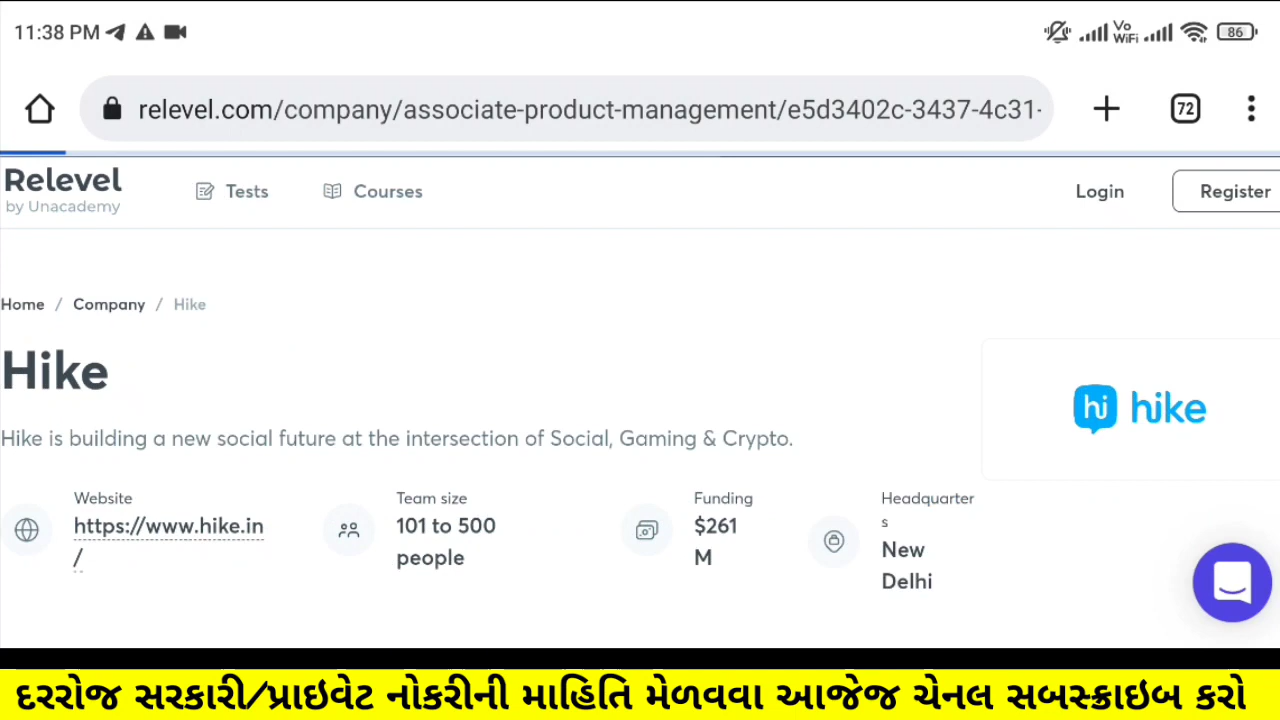 11:38 PM
Vo
WiFi
86
relevel.com/company/associate-product-management/e5d3402c-3437-4c31-
72
Relevel
by Unacademy
Tests
Courses
Login
Register
Home / Company / Hike
Hike
hi hike
Hike is building a new social future at the intersection of Social, Gaming & Crypto.
Website
https://www.hike.in
/
Team size
101 to 500
people
Funding
$261
M
Headquarter
s
New
Delhi
દરરોજ સરકારી/પ્રાઇવેટ નોકરીની માહિતિ મેળવવા આજેજ ચેનલ સબસ્ક્રાઇબ કરો